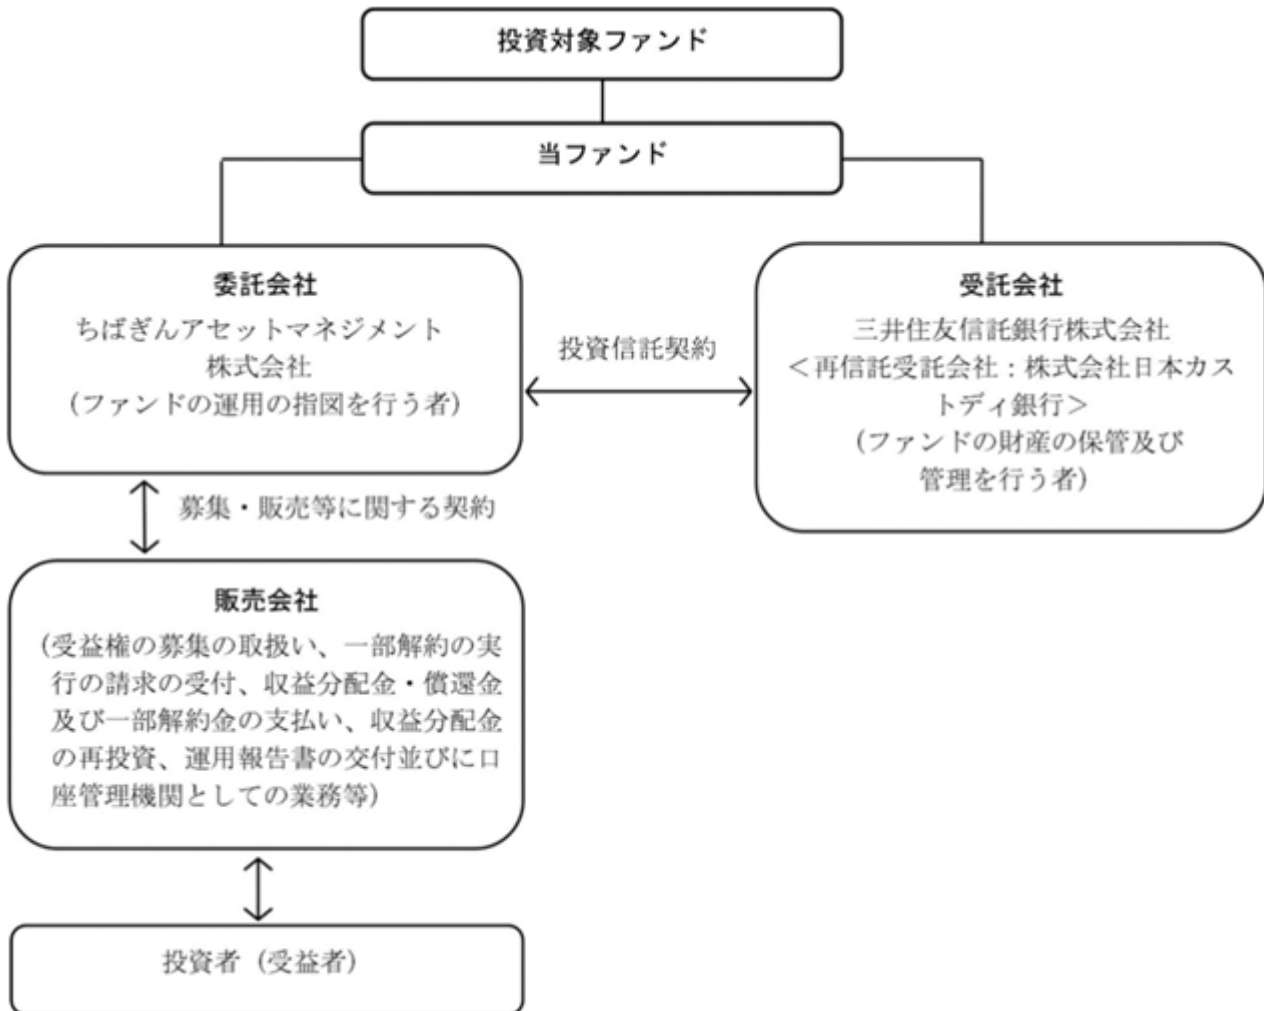 投資対象ファンド
当ファンド
委託会社
ちばぎんアセットマネジメント
株式会社
(ファンドの運用の指図を行う者)
投資信託契約
受託会社
三井住友信託銀行株式会社
<再信託受託会社:株式会社日本カス
トディ銀行>
(ファンドの財産の保管及び
管理を行う者)
募集・販売等に関する契約
販売会社
(受益権の募集の取扱い、一部解約の実
行の請求の受付、収益分配金・償還金
及び一部解約金の支払い、収益分配金
の再投資、運用報告書の交付並びに口
座管理機関としての業務等)
投資者(受益者)